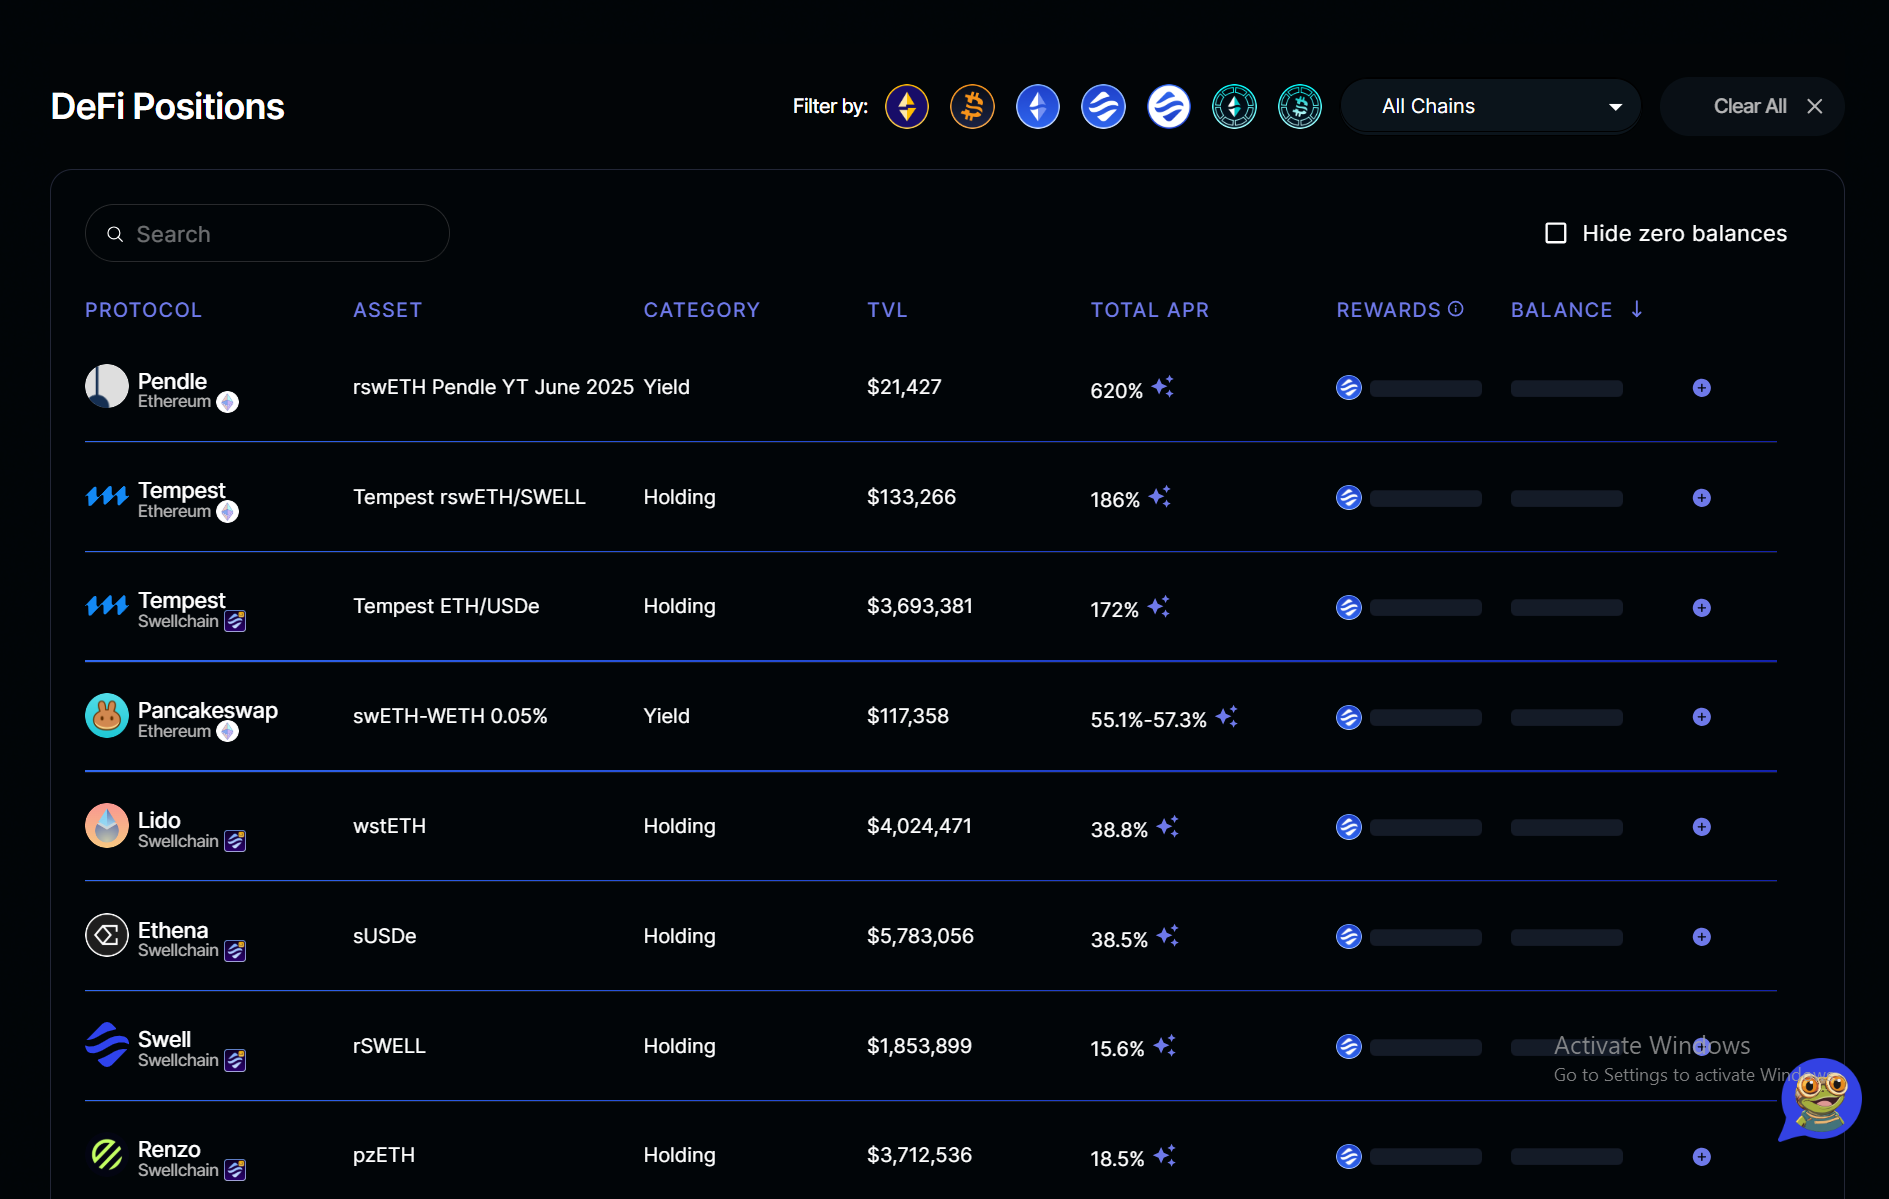 DeFi Positions
Filter by:
All Chains
Clear All
Search
Hide zero balances
PROTOCOL ASSET CATEGORY TVL TOTAL APR REWARDS BALANCE
Pendle
Ethereum
rswETH Pendle YT June 2025 Yield $21,427 620%
Tempest
Ethereum
Tempest rswETH/SWELL Holding $133,266 186%
Tempest
Swellchain
Tempest ETH/USDe Holding $3,693,381 172%
Pancakeswap
Ethereum
swETH-WETH 0.05% Yield $117,358 55.1%-57.3%
Lido
Swellchain
wstETH Holding $4,024,471 38.8%
Ethena
Swellchain
sUSDe Holding $5,783,056 38.5%
Swell
Swellchain
rSWELL Holding $1,853,899 15.6%
Activate Windows
Go to Settings to activate Windows.
Renzo
Swellchain
pzETH Holding $3,712,536 18.5%